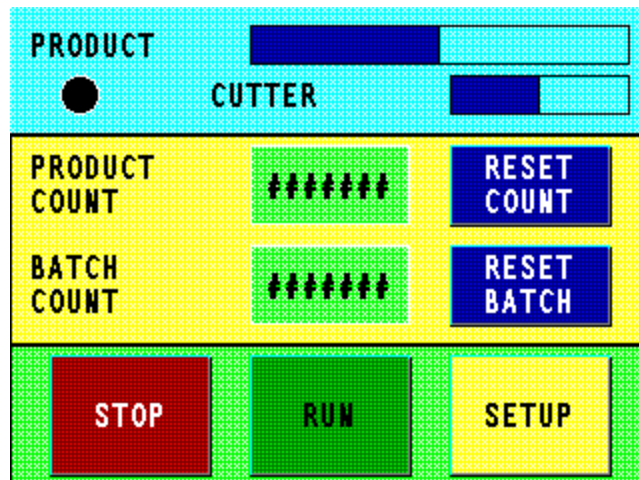 PRODUCT
CUTTER
PRODUCT
COUNT
#######
RESET
COUNT
BATCH
COUNT
#######
RESET
BATCH
STOP
RUN
SETUP